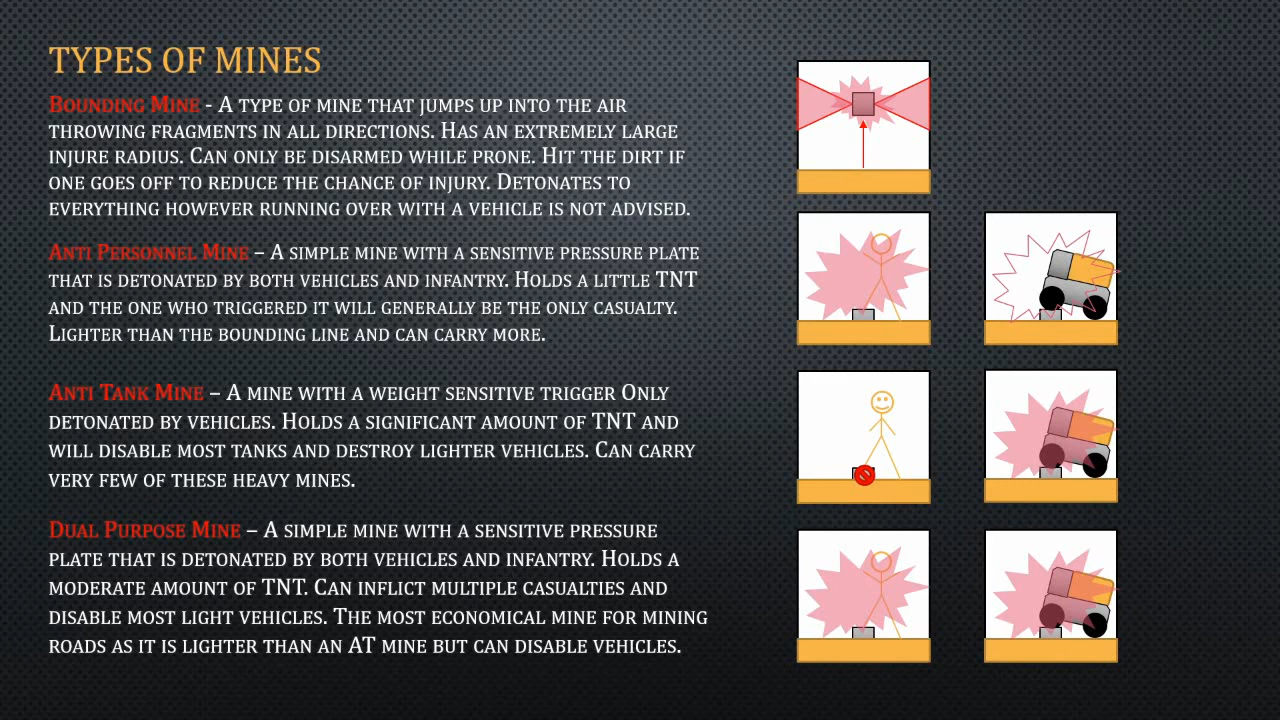 TYPES OF MINES
BOUNDING MINE - A TYPE OF MINE THAT JUMPS UP INTO THE AIR
THROWING FRAGMENTS IN ALL DIRECTIONS. HAS AN EXTREMELY LARGE
INJURE RADIUS. CAN ONLY BE DISARMED WHILE PRONE. HIT THE DIRT IF
ONE GOES OFF TO REDUCE THE CHANCE OF INJURY. DETONATES TO
EVERYTHING HOWEVER RUNNING OVER WITH A VEHICLE IS NOT ADVISED.
ANTI PERSONNEL MINE – A SIMPLE MINE WITH A SENSITIVE PRESSURE PLATE
THAT IS DETONATED BY BOTH VEHICLES AND INFANTRY. HOLDS A LITTLE TNT
AND THE ONE WHO TRIGGERED IT WILL GENERALLY BE THE ONLY CASUALTY.
LIGHTER THAN THE BOUNDING LINE AND CAN CARRY MORE.
ANTI TANK MINE – A MINE WITH A WEIGHT SENSITIVE TRIGGER ONLY
DETONATED BY VEHICLES. HOLDS A SIGNIFICANT AMOUNT OF TNT AND
WILL DISABLE MOST TANKS AND DESTROY LIGHTER VEHICLES. CAN CARRY
VERY FEW OF THESE HEAVY MINES.
DUAL PURPOSE MINE – A SIMPLE MINE WITH A SENSITIVE PRESSURE
PLATE THAT IS DETONATED BY BOTH VEHICLES AND INFANTRY. HOLDS A
MODERATE AMOUNT OF TNT. CAN INFLICT MULTIPLE CASUALTIES AND
DISABLE MOST LIGHT VEHICLES. THE MOST ECONOMICAL MINE FOR MINING
ROADS AS IT IS LIGHTER THAN AN AT MINE BUT CAN DISABLE VEHICLES.